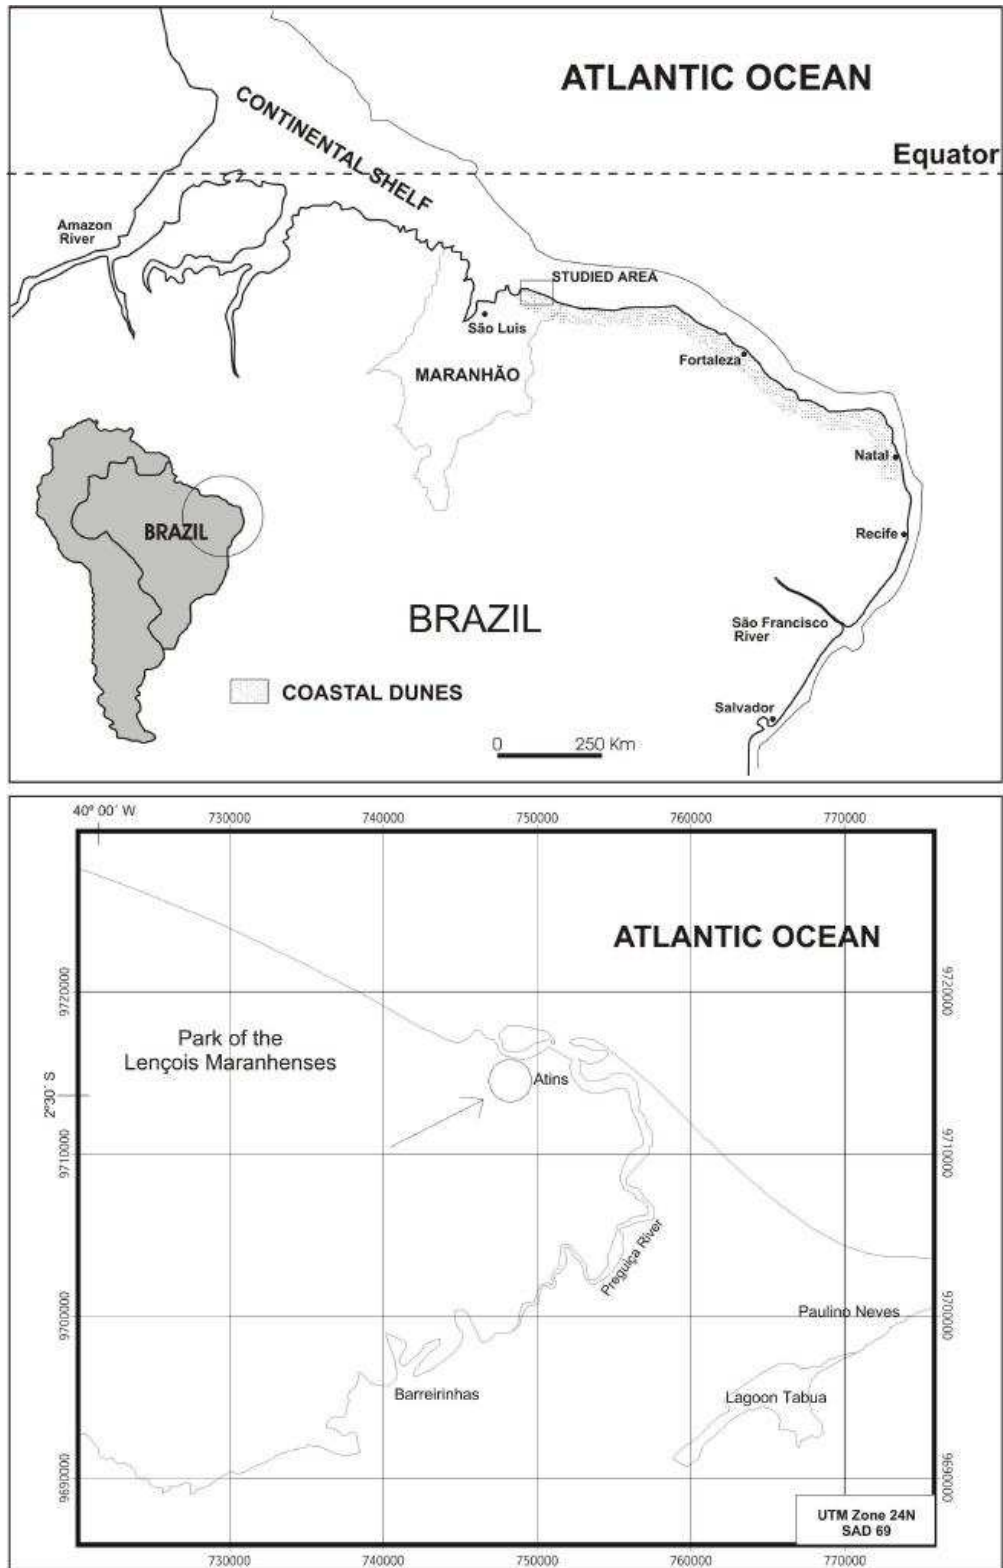 ATLANTIC OCEAN
CONTINENTAL SHELF
Equator
Amazon
River
STUDIED AREA
São Luis
Fortaleza
MARANHÃO
Natal
BRAZIL
Recife
BRAZIL
São Francisco
River
COASTAL DUNES
Salvador
0 250 Km
40º 00´ W
730000 740000 750000 760000 770000
ATLANTIC OCEAN
9720000 9720000
Park of the
Lençois Maranhenses
Atins
2º30´ S
9710000 9710000
Preguiça River
9700000 9700000
Paulino Neves
Barreirinhas
Lagoon Tabua
9690000 9690000
UTM Zone 24N
SAD 69
730000 740000 750000 760000 770000